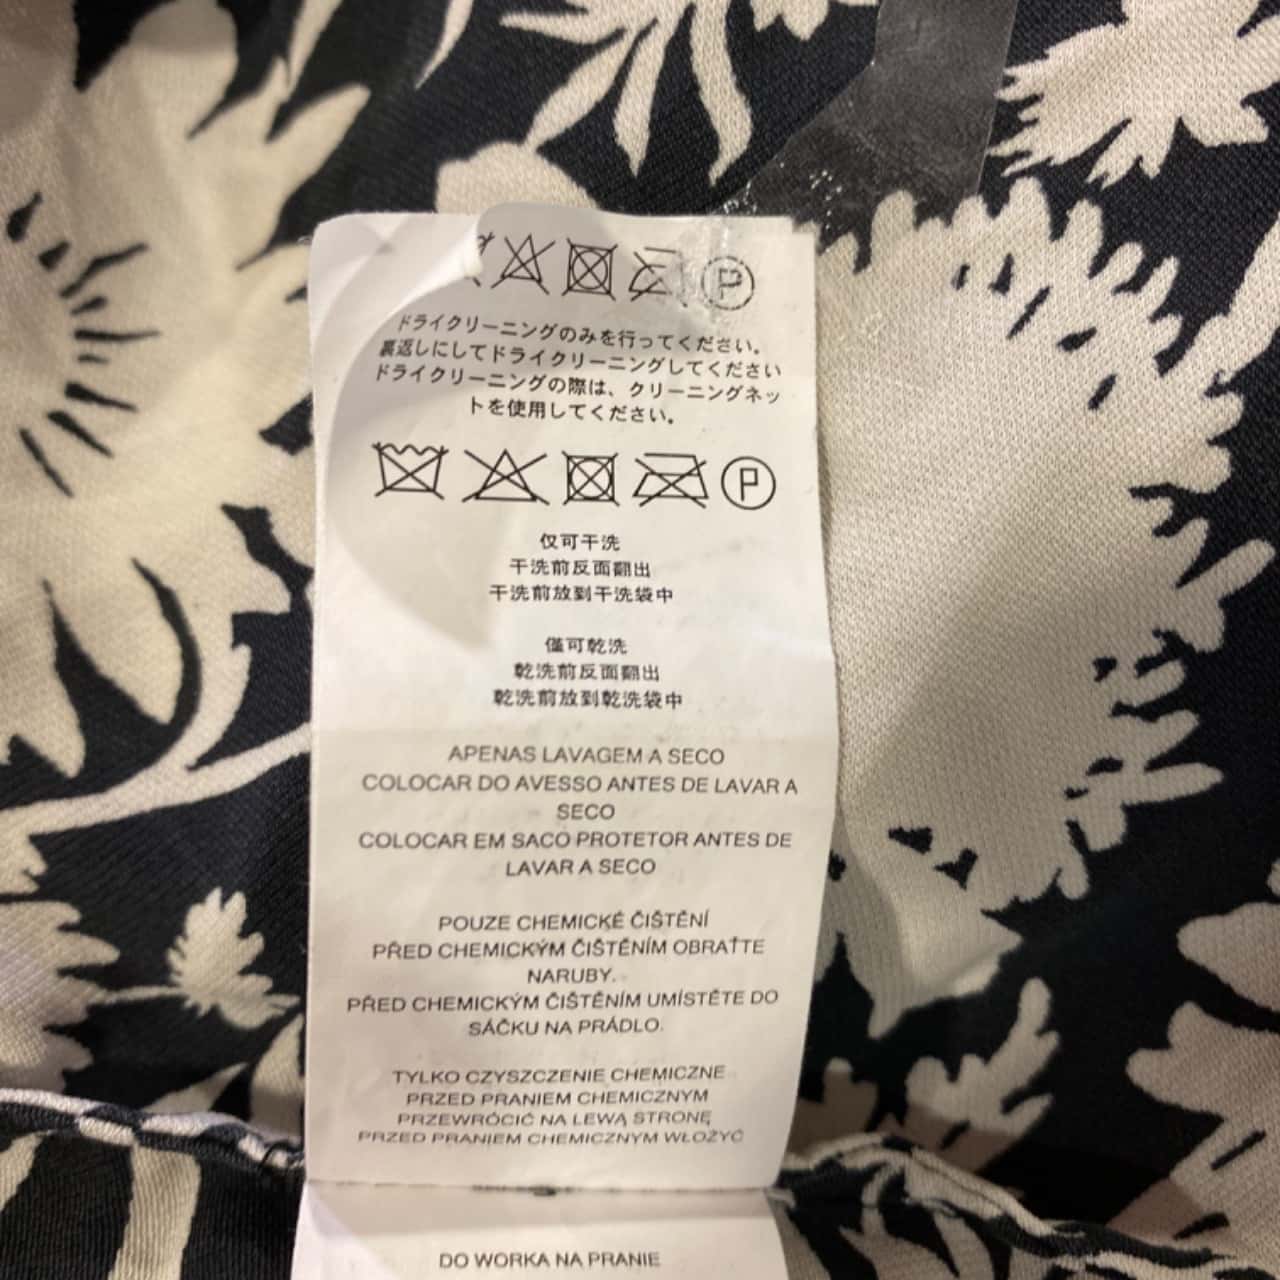 P
ドライクリーニングのみを行ってください。
裏返しにしてドライクリーニングしてください
ドライクリーニングの際は、クリーニングネッ
トを使用してください。
P
仅可干洗
干洗前反面翻出
干洗前放到干洗袋中
僅可乾洗
乾洗前反面翻出
乾洗前放到乾洗袋中
APENAS LAVAGEM A SECO
COLOCAR DO AVESSO ANTES DE LAVAR A
SECO
COLOCAR EM SACO PROTETOR ANTES DE
LAVAR A SECO
POUZE CHEMICKÉ ČIŠTĚNÍ
PŘED CHEMICKÝM ČIŠTĚNÍM OBRAŤTE
NARUBY.
PŘED CHEMICKÝM ČIŠTĚNÍM UMÍSTĚTE DO
SÁČKU NA PRÁDLO.
TYLKO CZYSZCZENIE CHEMICZNE
PRZED PRANIEM CHEMICZNYM
PRZEWRÓCIĆ NA LEWĄ STRONĘ
PRZED PRANIEM CHEMICZNYM WŁOŻYĆ
DO WORKA NA PRANIE